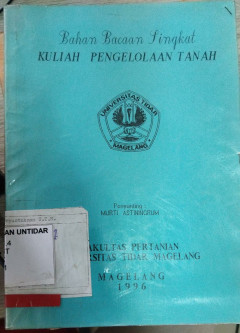 Bahan Bacaan Singkat
KULIAH PENGELOLAAN TANAH
UNIVERSITAS TIDAR
MAGELANG
MURTI ASTININGRUM
AN UNTIDAR
FAKULTAS PERTANIAN
UNIVERSITAS TIDAR MAGELANG
MAGELANG
1996